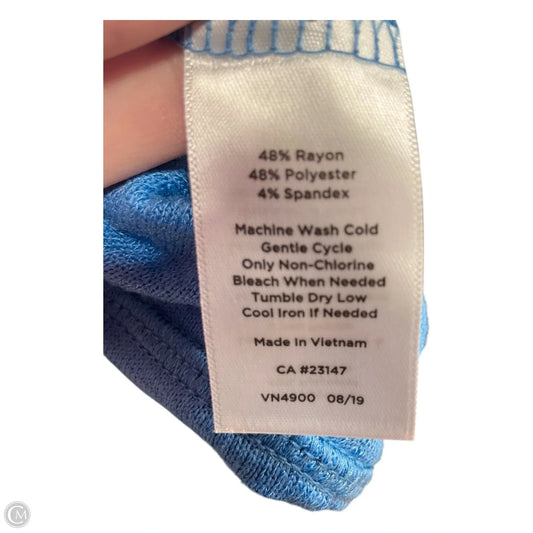 48% Rayon
48% Polyester
4% Spandex
Machine Wash Cold
Gentle Cycle
Only Non-Chlorine
Bleach When Needed
Tumble Dry Low
Cool Iron If Needed
Made In Vietnam
CA #23147
VN4900 08/19
CM